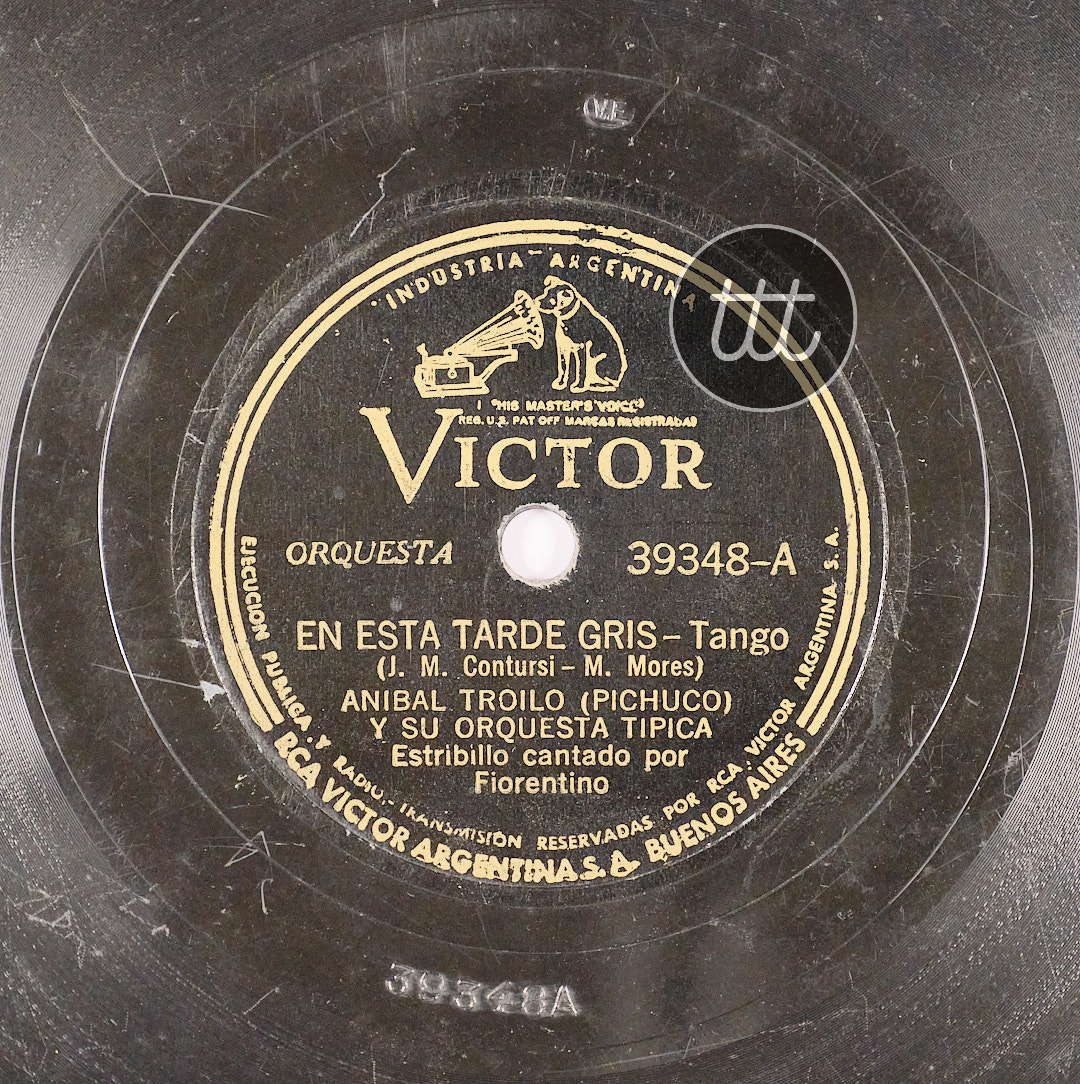 VE
INDUSTRIA ARGENTINA
ttt
"HIS MASTER'S VOICE"
REG. U.S. PAT OFF MARCAS REGISTRADAS
VICTOR
ORQUESTA
39348-A
EN ESTA TARDE GRIS - Tango
(J. M. Contursi - M. Mores)
ANIBAL TROILO (PICHUCO)
Y SU ORQUESTA TIPICA
Estribillo cantado por
Fiorentino
EJECUCION PUBLICA Y RADIO-TRANSMISIÓN RESERVADAS POR RCA. VICTOR ARGENTINA S. A.
RCA VICTOR ARGENTINA S. A. BUENOS AIRES
39348A